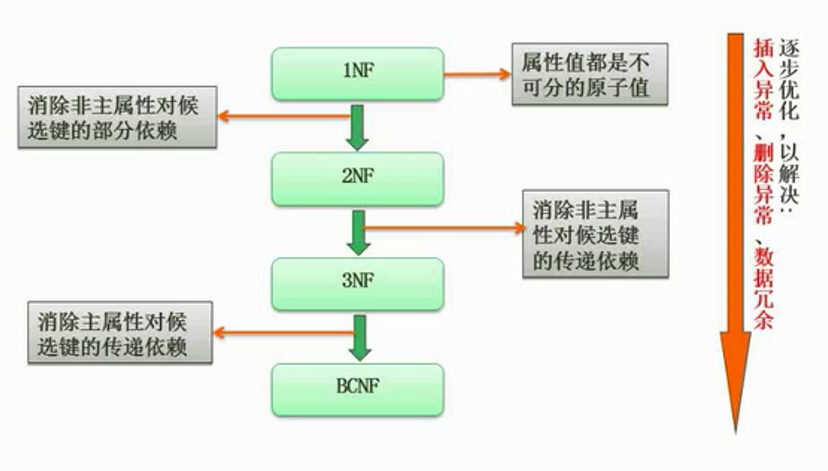 1NF
属性值都是不
可分的原子值
消除非主属性对候
选键的部分依赖
2NF
消除非主属
性对候选键
的传递依赖
3NF
消除主属性对候
选键的传递依赖
BCNF
逐步优化,以解决:
插入异常、删除异常、数据冗余